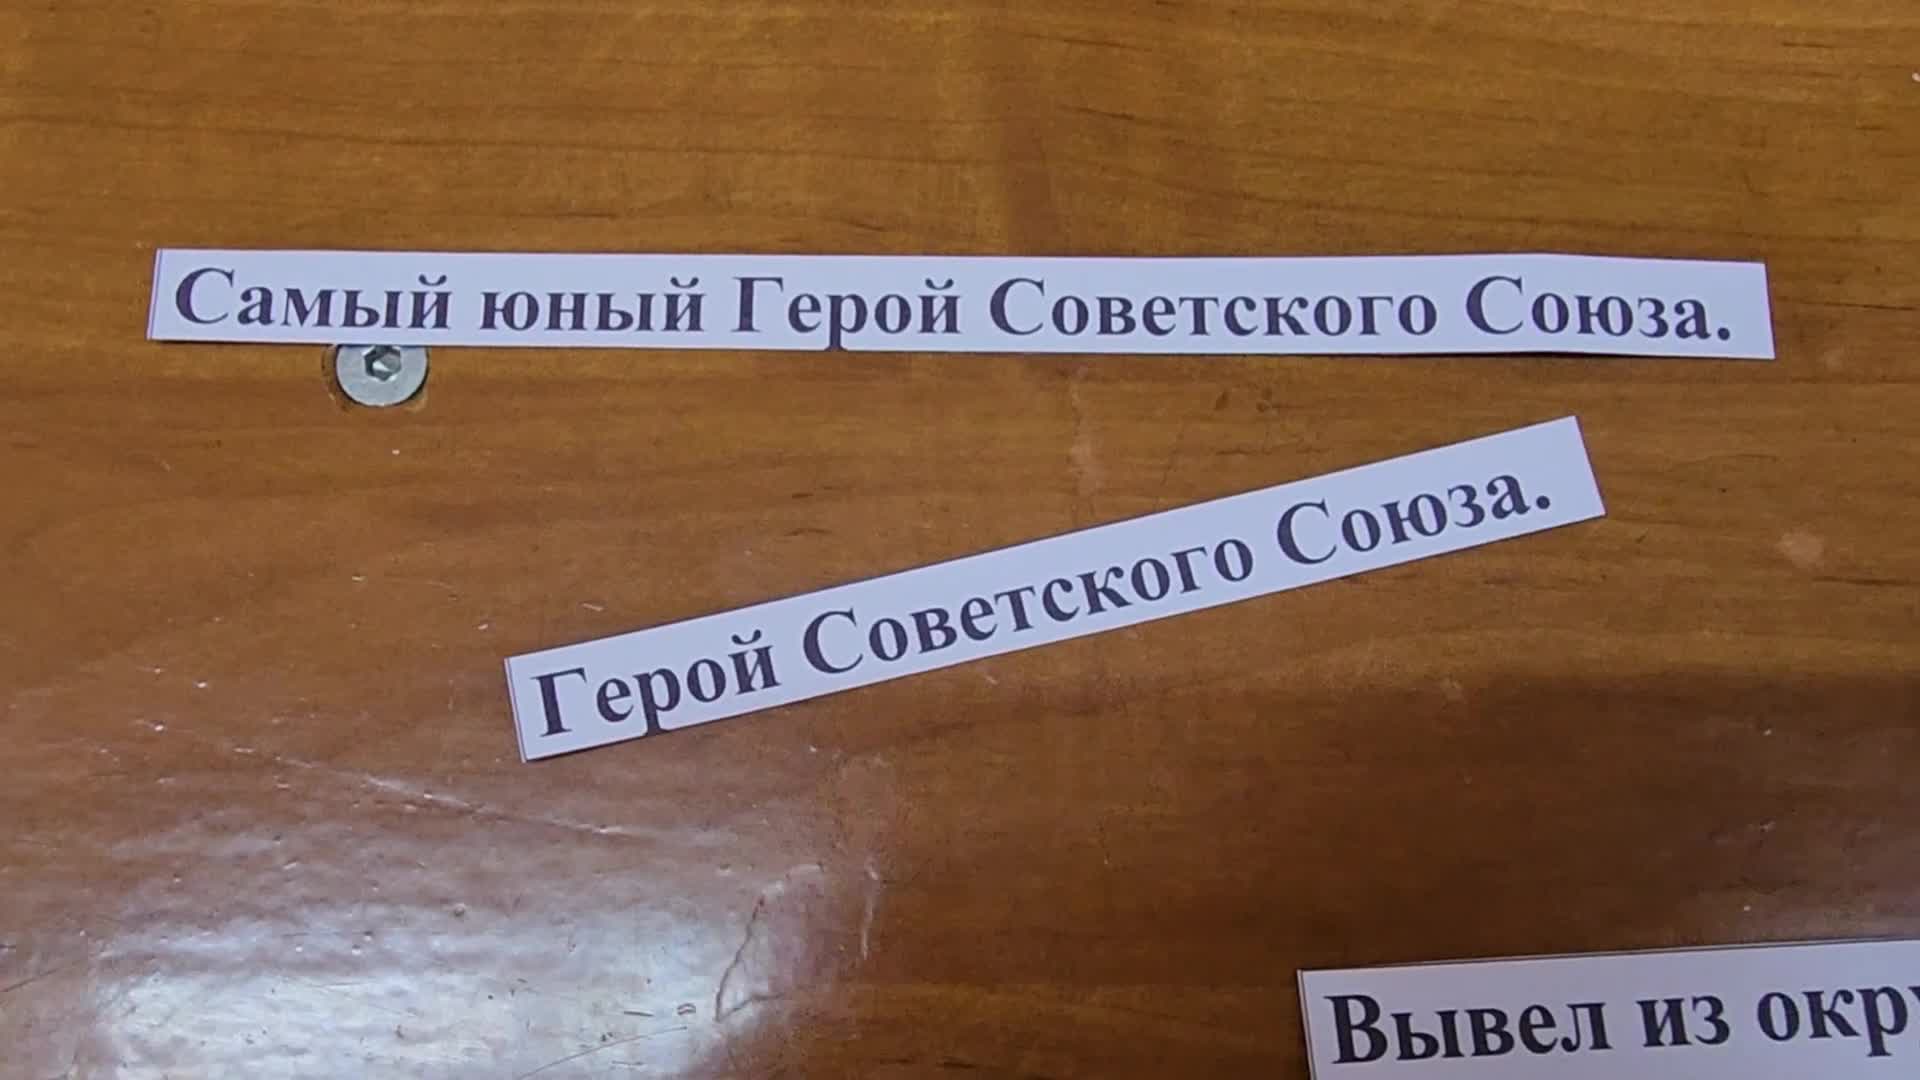 Самый юный Герой Советского Союза.
Герой Советского Союза.
Вывел из